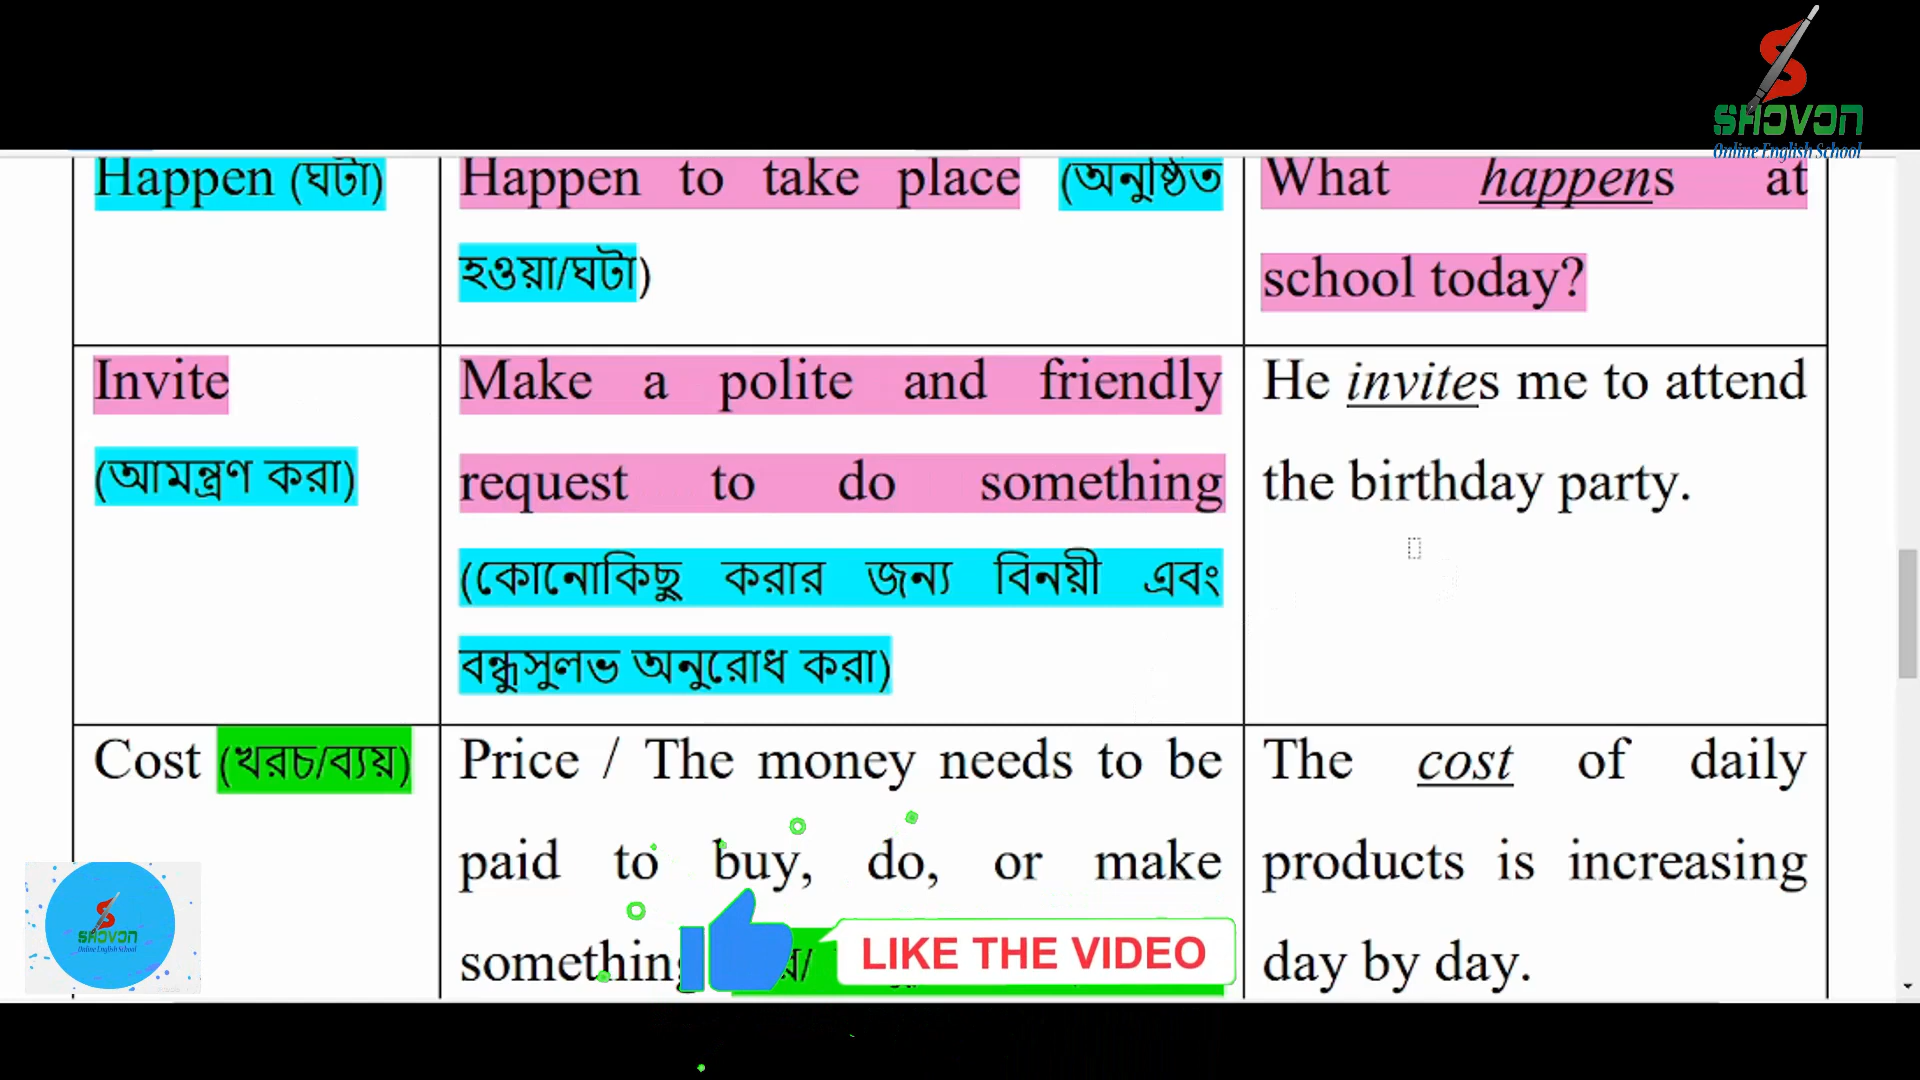 SHOVON
Online English School
Happen (ঘটা)
Happen to take place (অনুষ্ঠিত
হওয়া/ঘটা)
What happens at
school today?
Invite
(আমন্ত্রণ করা)
Make a polite and friendly
request to do something
(কোনোকিছু করার জন্য বিনয়ী এবং
বন্ধুসুলভ অনুরোধ করা)
He invites me to attend
the birthday party.
Cost (খরচ/ব্যয়)
Price / The money needs to be
paid to buy, do, or make
The cost of daily
products is increasing
day by day.
SHOVON
Online English School
LIKE THE VIDEO